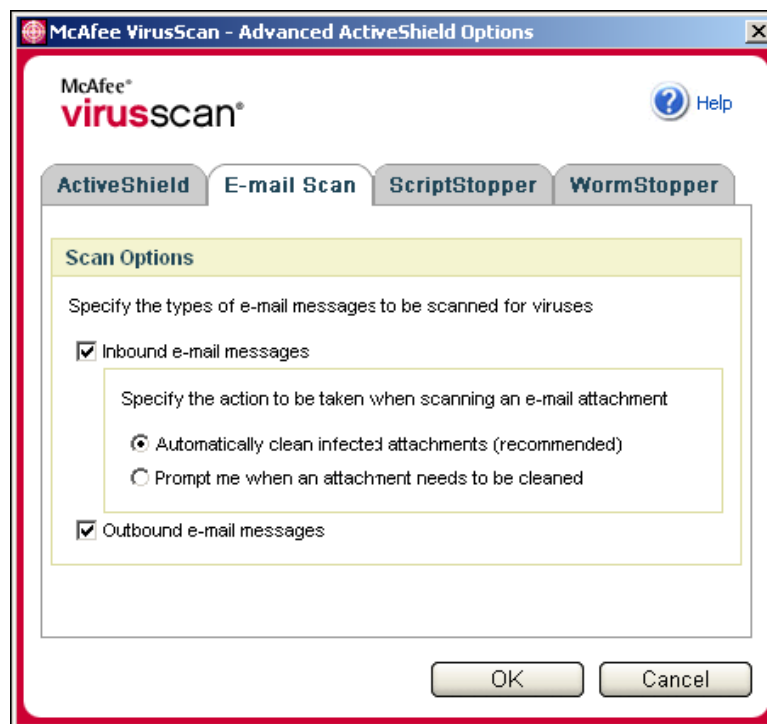 McAfee VirusScan - Advanced ActiveShield Options
McAfee®
virusscan®
Help
ActiveShield
E-mail Scan
ScriptStopper
WormStopper
Scan Options
Specify the types of e-mail messages to be scanned for viruses
Inbound e-mail messages
Specify the action to be taken when scanning an e-mail attachment
Automatically clean infected attachments (recommended)
Prompt me when an attachment needs to be cleaned
Outbound e-mail messages
OK
Cancel